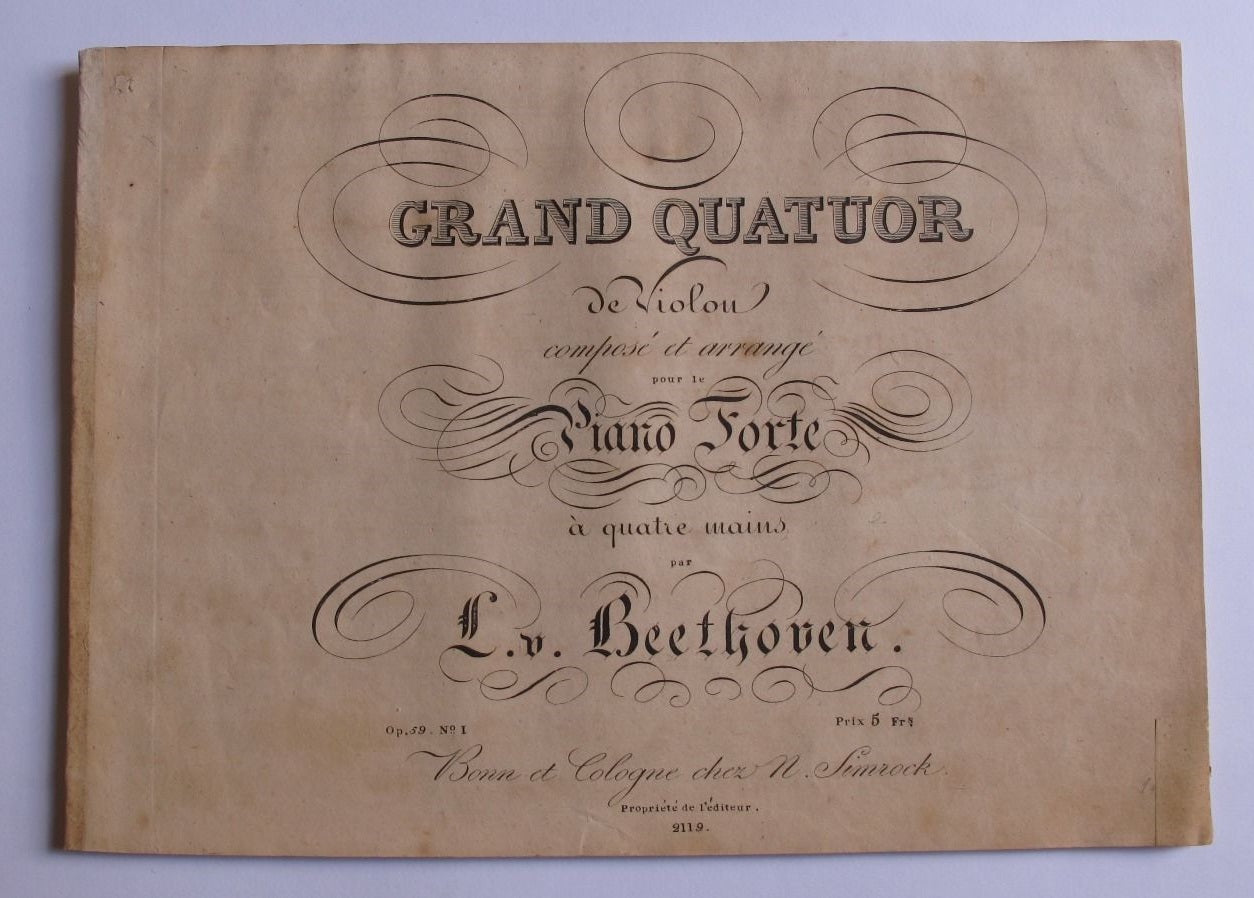 GRAND QUATUOR
de Violon
composé et arrangé
pour le
Piano Forte
à quatre mains
par
L. v. Beethoven.
Op. 59. Nº I
Prix 5 Frs
Bonn et Cologne chez N. Simrock.
Propriété de l'éditeur.
2119.